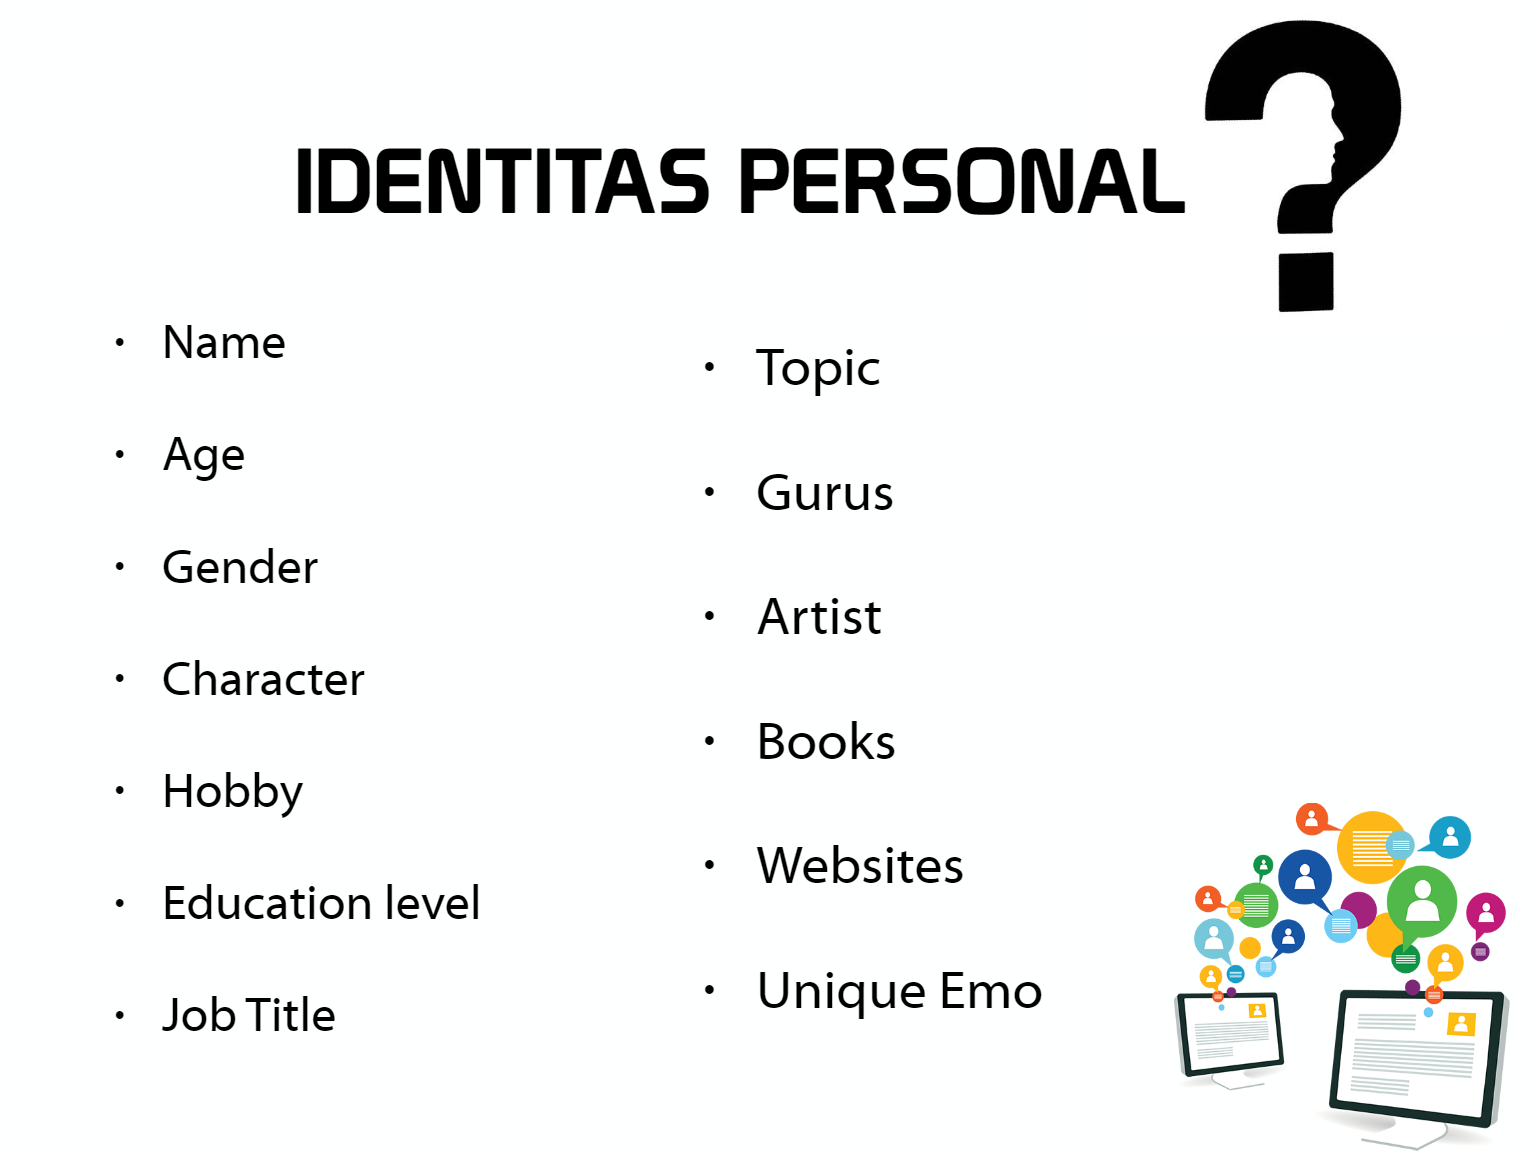 IDENTITAS PERSONAL
• Name
• Age
• Gender
• Character
• Hobby
• Education level
• Job Title
• Topic
• Gurus
• Artist
• Books
• Websites
• Unique Emo